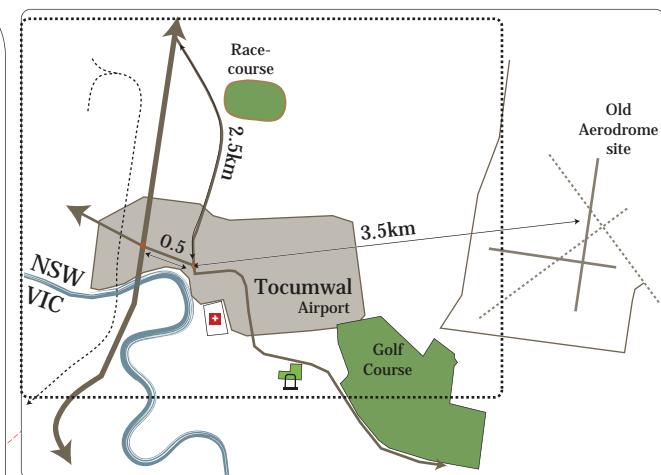 Race-
course
Old
Aerodrome
site
2.5km
0.5
3.5km
NSW
VIC
Tocumwal
Airport
Golf
Course